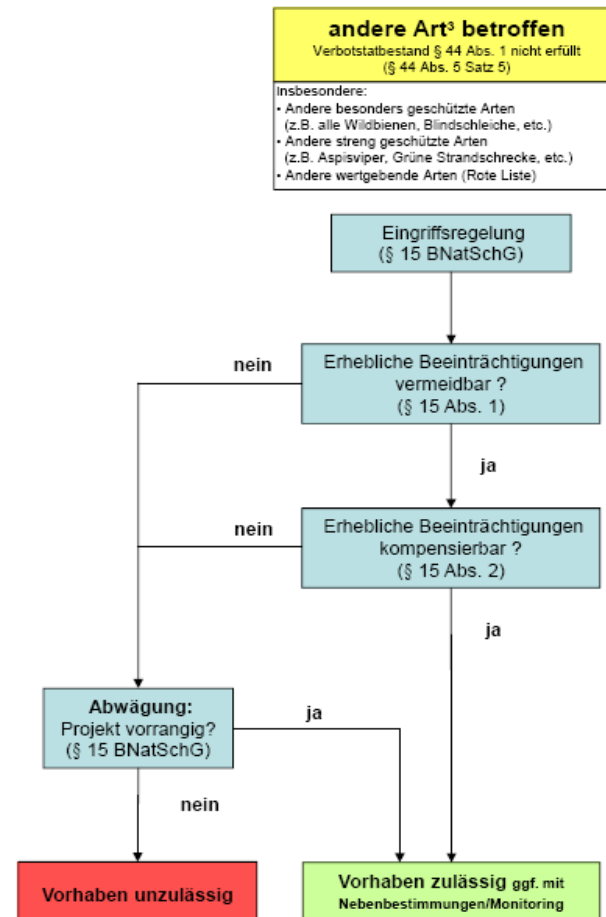 andere Art³ betroffen
Verbotstatbestand § 44 Abs. 1 nicht erfüllt
(§ 44 Abs. 5 Satz 5)
Insbesondere:
• Andere besonders geschützte Arten
(z.B. alle Wildbienen, Blindschleiche, etc.)
• Andere streng geschützte Arten
(z.B. Aspisviper, Grüne Strandschrecke, etc.)
• Andere wertgebende Arten (Rote Liste)
Eingriffsregelung
(§ 15 BNatSchG)
nein
Erhebliche Beeinträchtigungen
vermeidbar ?
(§ 15 Abs. 1)
ja
nein
Erhebliche Beeinträchtigungen
kompensierbar ?
(§ 15 Abs. 2)
ja
Abwägung:
Projekt vorrangig?
(§ 15 BNatSchG)
ja
nein
Vorhaben unzulässig
Vorhaben zulässig ggf. mit
Nebenbestimmungen/Monitoring